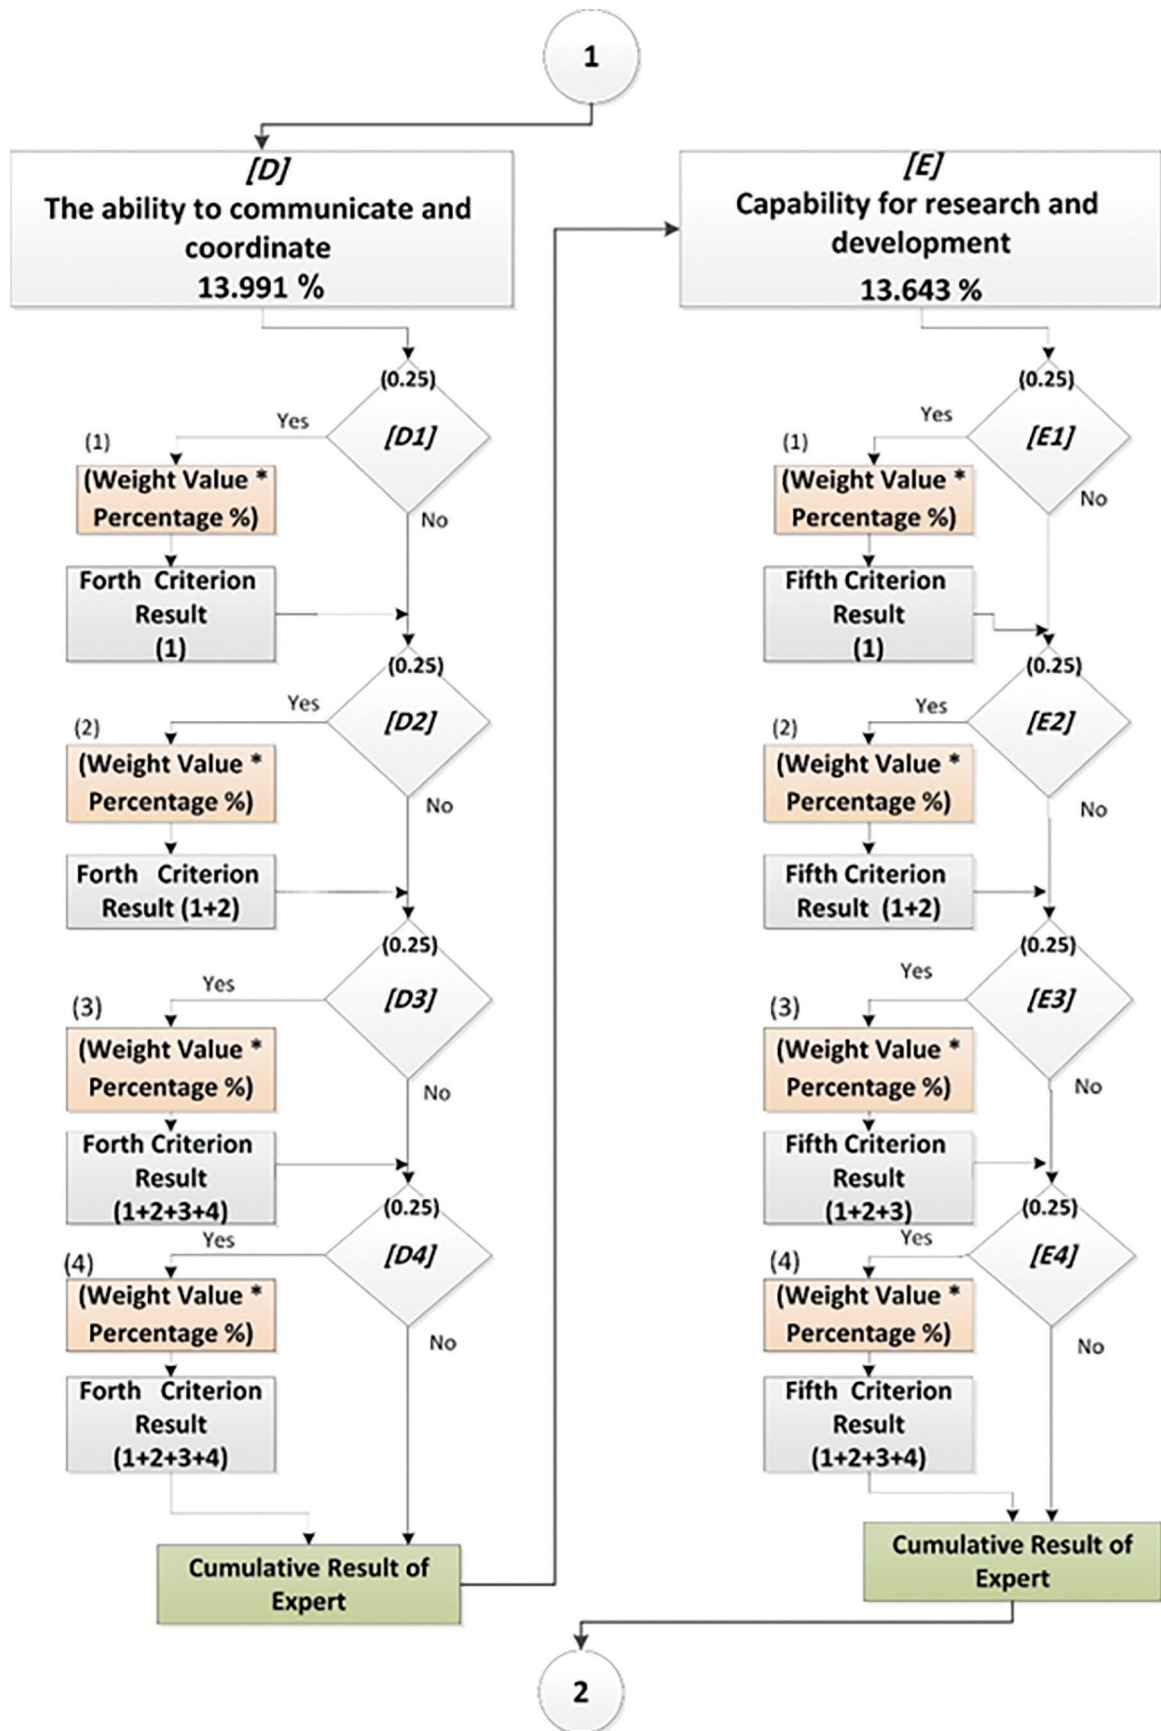 1
[D]
The ability to communicate and
coordinate
13.991 %
(0.25)
[D1]
Yes
(1)
(Weight Value *
Percentage %)
No
Forth Criterion
Result
(1)
(0.25)
[D2]
Yes
(2)
(Weight Value *
Percentage %)
No
Forth Criterion
Result (1+2)
(0.25)
[D3]
Yes
(3)
(Weight Value *
Percentage %)
No
Forth Criterion
Result
(1+2+3+4)
(0.25)
[D4]
Yes
(4)
(Weight Value *
Percentage %)
No
Forth Criterion
Result
(1+2+3+4)
Cumulative Result of
Expert
[E]
Capability for research and
development
13.643 %
(0.25)
[E1]
Yes
(1)
(Weight Value *
Percentage %)
No
Fifth Criterion
Result
(1)
(0.25)
[E2]
Yes
(2)
(Weight Value *
Percentage %)
No
Fifth Criterion
Result (1+2)
(0.25)
[E3]
Yes
(3)
(Weight Value *
Percentage %)
No
Fifth Criterion
Result
(1+2+3)
(0.25)
[E4]
Yes
(4)
(Weight Value *
Percentage %)
No
Fifth Criterion
Result
(1+2+3+4)
Cumulative Result of
Expert
2